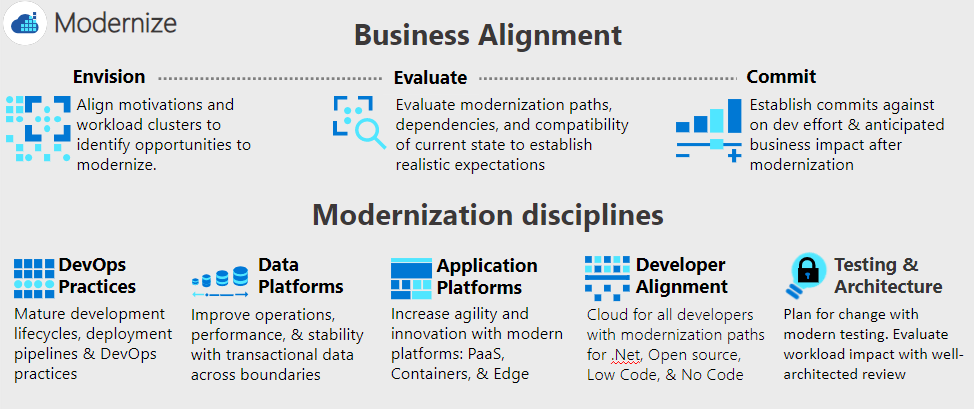 Modernize
Business Alignment
Envision
Align motivations and
workload clusters to
identify opportunities to
modernize.
Evaluate
Evaluate modernization paths,
dependencies, and compatibility
of current state to establish
realistic expectations
Commit
Establish commits against
on dev effort & anticipated
business impact after
modernization
Modernization disciplines
DevOps
Practices
Mature development
lifecycles, deployment
pipelines & DevOps
practices
Data
Platforms
Improve operations,
performance, & stability
with transactional data
across boundaries
Application
Platforms
Increase agility and
innovation with modern
platforms: PaaS,
Containers, & Edge
Developer
Alignment
Cloud for all developers
with modernization paths
for .Net, Open source,
Low Code, & No Code
Testing &
Architecture
Plan for change with
modern testing. Evaluate
workload impact with well-
architected review